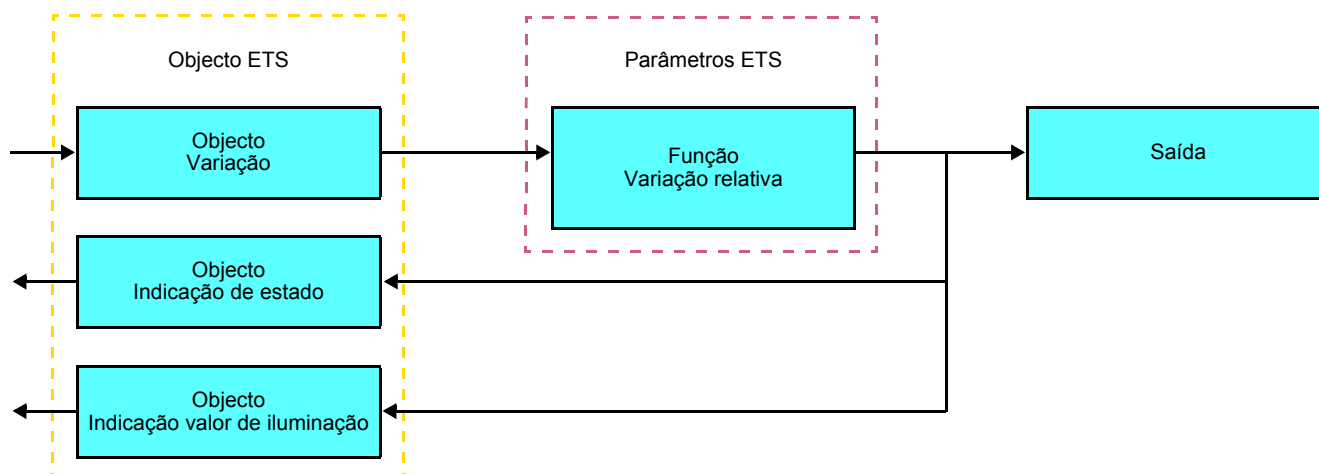 Objecto ETS
Parâmetros ETS
Objecto
Variação
Função
Variação relativa
Saída
Objecto
Indicação de estado
Objecto
Indicação valor de iluminação